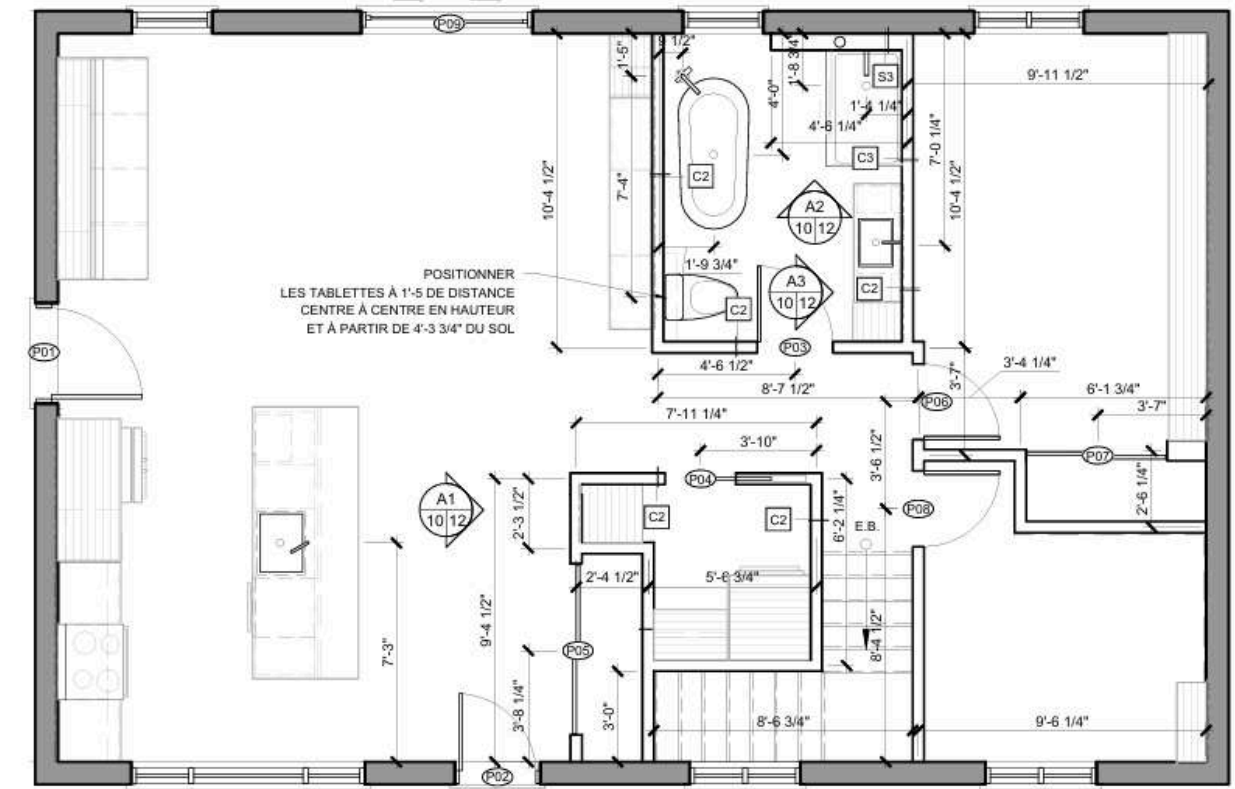 P09
9 1/2"
1'-5"
1'-8 3/4"
4'-0"
S3
9'-11 1/2"
1'-4 1/4"
4'-6 1/4"
7'-0 1/4"
C3
10'-4 1/2"
7'-4"
C2
10'-4 1/2"
A2
10 12
1'-9 3/4"
POSITIONNER
LES TABLETTES À 1'-5 DE DISTANCE
CENTRE À CENTRE EN HAUTEUR
ET À PARTIR DE 4'-3 3/4" DU SOL
A3
10 12
C2
C2
P01
P03
4'-6 1/2"
3'-7"
3'-4 1/4"
8'-7 1/2"
P06
6'-1 3/4"
7'-11 1/4"
3'-7"
3'-10"
3'-6 1/2"
P07
P04
2'-6 1/4"
A1
10 12
2'-3 1/2"
C2
C2
6'-2 1/4"
P08
E.B.
2'-4 1/2"
5'-6 3/4"
9'-4 1/2"
7'-3"
P05
8'-4 1/2"
3'-8 1/4"
3'-0"
8'-6 3/4"
9'-6 1/4"
P02